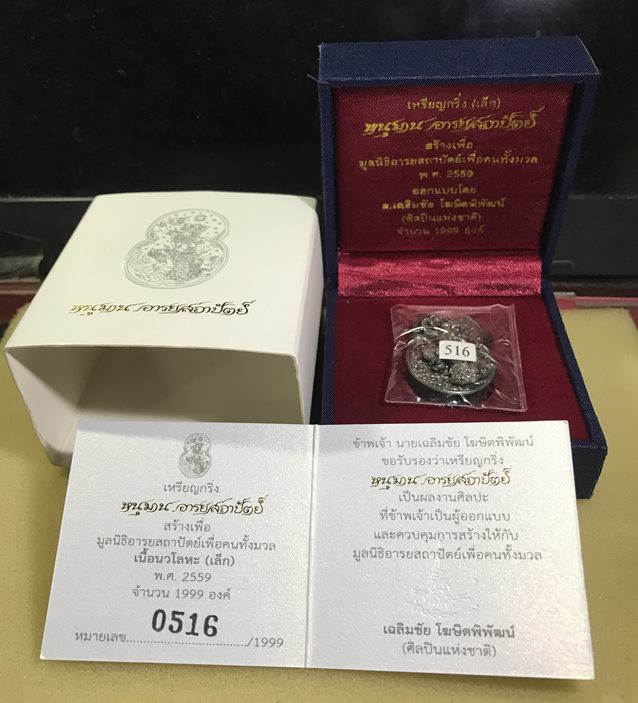 เหรียญกริ่ง (เล็ก)
หนุมาน อารยสถาปัตย์
สร้างเพื่อ
มูลนิธิอารยสถาปัตย์เพื่อคนทั้งมวล
พ.ศ. 2559
ออกแบบโดย
อ.เฉลิมชัย โฆษิตพิพัฒน์
(ศิลปินแห่งชาติ)
จำนวน 1999 องค์
516
หนุมาน อารยสถาปัตย์
เหรียญกริ่ง
หนุมาน อารยสถาปัตย์
สร้างเพื่อ
มูลนิธิอารยสถาปัตย์เพื่อคนทั้งมวล
เนื้อนวโลหะ (เล็ก)
พ.ศ. 2559
จำนวน 1999 องค์
0516
หมายเลข................................/1999
ข้าพเจ้า นายเฉลิมชัย โฆษิตพิพัฒน์
ขอรับรองว่าเหรียญกริ่ง
หนุมาน อารยสถาปัตย์
เป็นผลงานศิลปะ
ที่ข้าพเจ้าเป็นผู้ออกแบบ
และควบคุมการสร้างให้กับ
มูลนิธิอารยสถาปัตย์เพื่อคนทั้งมวล
เฉลิมชัย โฆษิตพิพัฒน์
(ศิลปินแห่งชาติ)